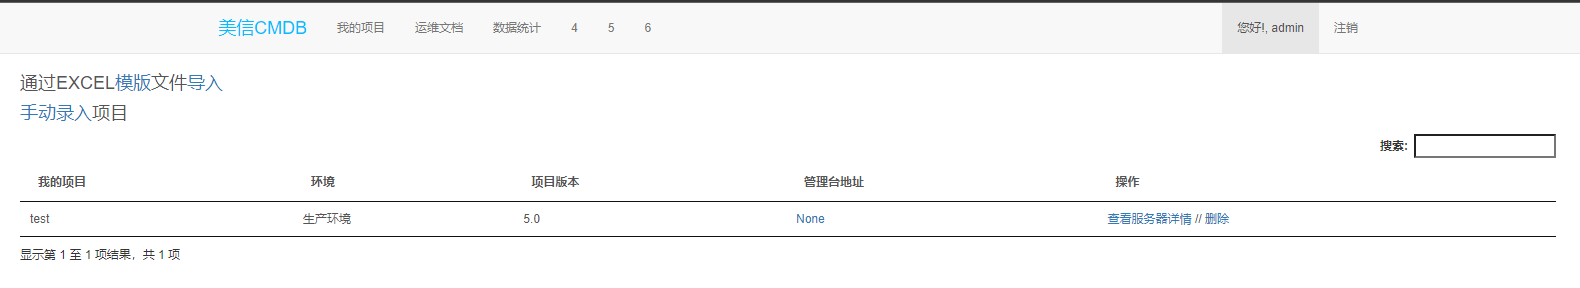 美信CMDB 我的项目 运维文档 数据统计 4 5 6 您好!, admin 注销
通过EXCEL模版文件导入
手动录入项目
搜索:
我的项目 环境 项目版本 管理台地址 操作
test 生产环境 5.0 None 查看服务器详情 // 删除
显示第 1 至 1 项结果，共 1 项